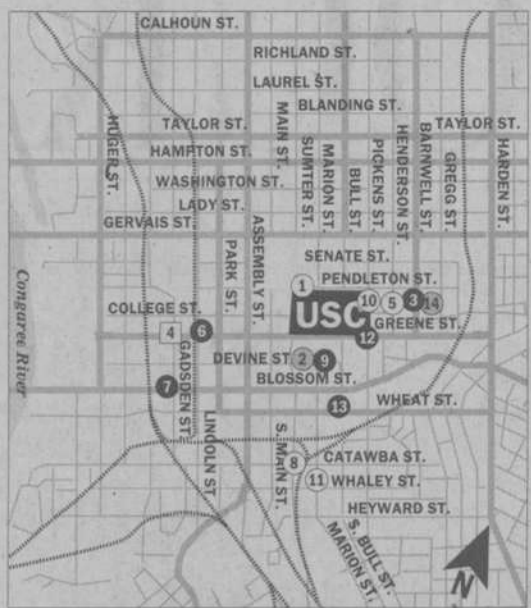 CALHOUN ST.
RICHLAND ST.
LAUREL ST.
BLANDING ST.
TAYLOR ST.
TAYLOR ST.
HAMPTON ST.
WASHINGTON ST.
LADY ST.
GERVAIS ST.
HUGER ST.
MAIN ST.
SUMTER ST.
MARION ST.
BULL ST.
PICKENS ST.
HENDERSON ST.
BARNWELL ST.
GREGG ST.
HARDEN ST.
PARK ST.
ASSEMBLY ST.
SENATE ST.
PENDLETON ST.
1
USC
10
5
3
14
GREENE ST.
Congaree River
COLLEGE ST.
4
6
12
DEVINE ST.
2
9
BLOSSOM ST.
7
GADSDEN ST.
13
WHEAT ST.
LINCOLN ST.
S. MAIN ST.
8
CATAWBA ST.
11
WHALEY ST.
HEYWARD ST.
S. BULL ST.
MARION ST.
N